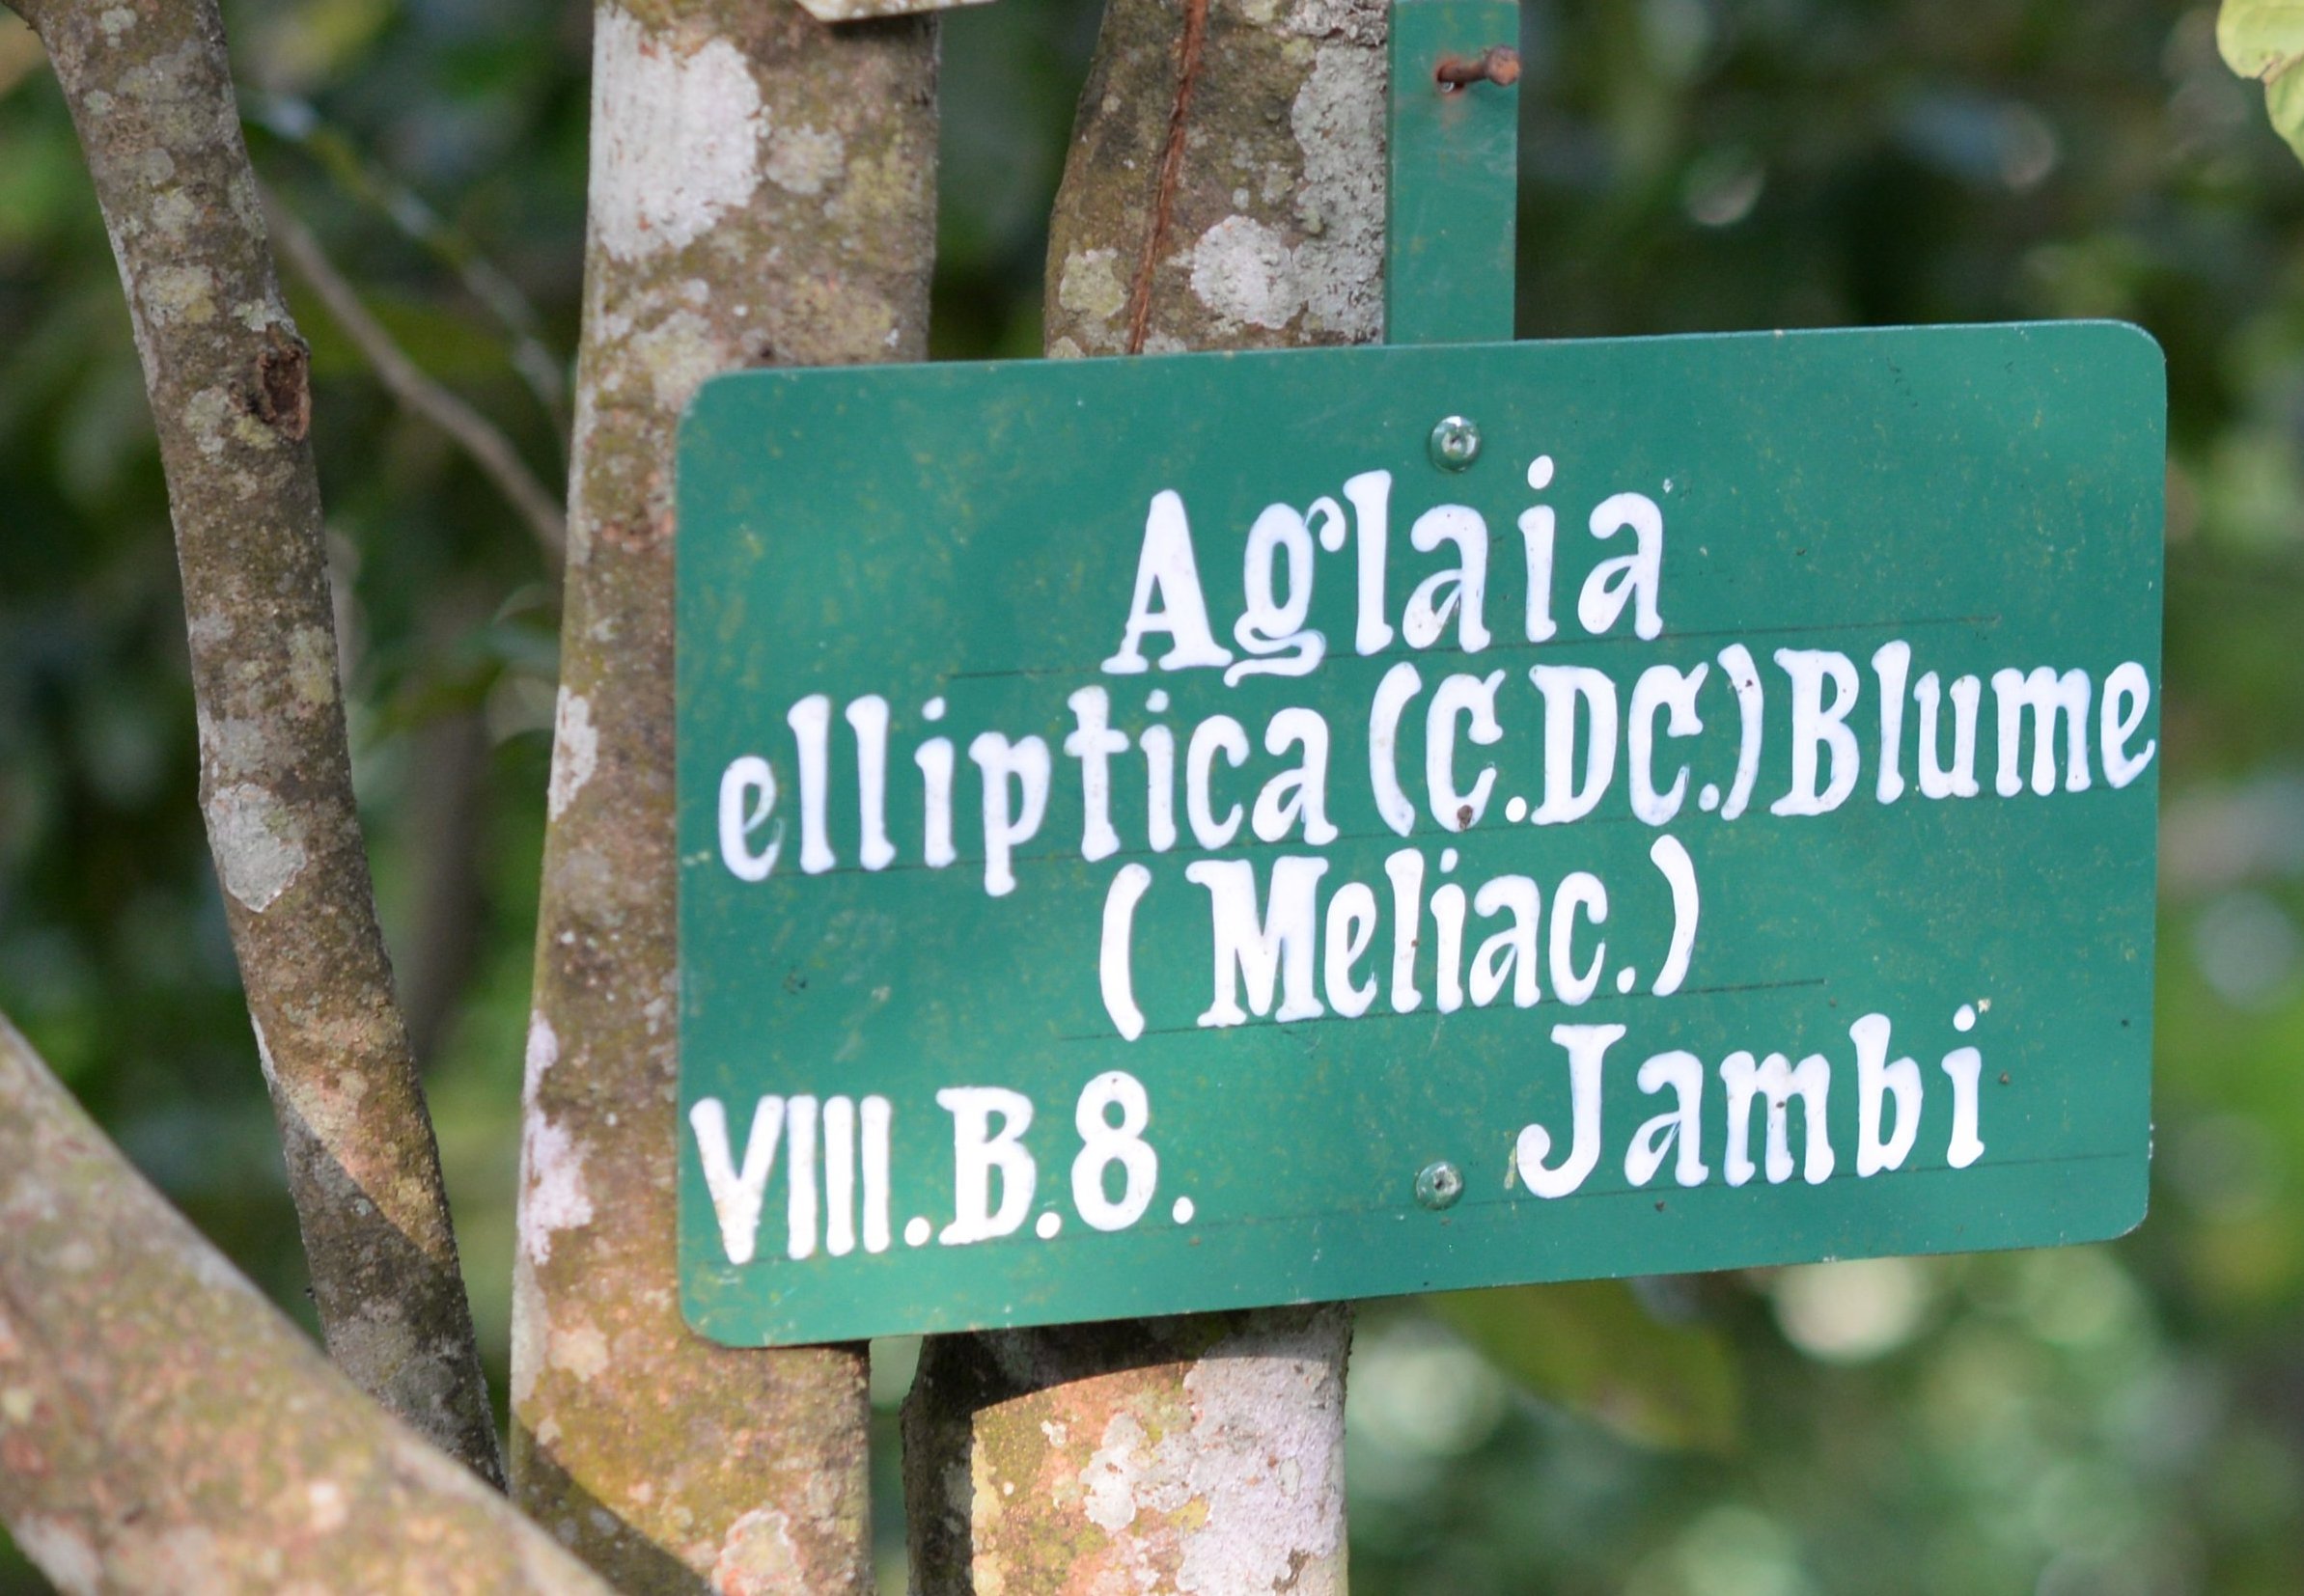 Aglaia
elliptica (C.DC.) Blume
( Meliac.)
VIII.B.8. Jambi